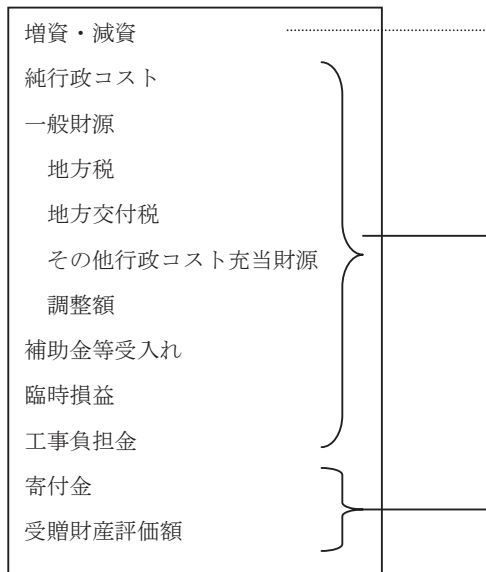 増資・減資
純行政コスト
一般財源
地方税
地方交付税
その他行政コスト充当財源
調整額
補助金等受入れ
臨時損益
工事負担金
寄付金
受贈財産評価額